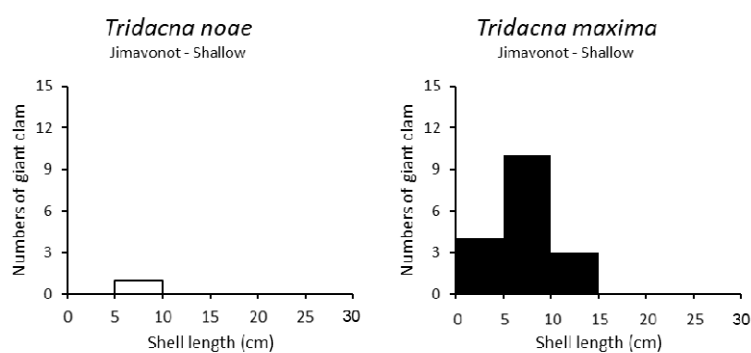 Tridacna noae
Jimavonot - Shallow
Numbers of giant clam
15
12
9
6
3
0
0 5 10 15 20 25 30
Shell length (cm)
Tridacna maxima
Jimavonot - Shallow
Numbers of giant clam
15
12
9
6
3
0
0 5 10 15 20 25 30
Shell length (cm)